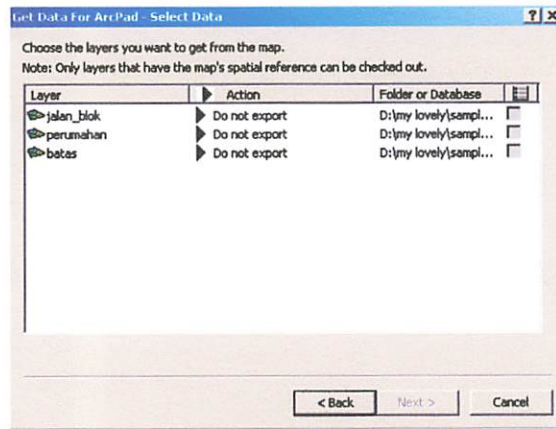 Get Data For ArcPad - Select Data
Choose the layers you want to get from the map.
Note: Only layers that have the map's spatial reference can be checked out.
Layer Action Folder or Database
jalan_blok Do not export D:\my lovely\sampl...
perumahan Do not export D:\my lovely\sampl...
batas Do not export D:\my lovely\sampl...
< Back Next > Cancel